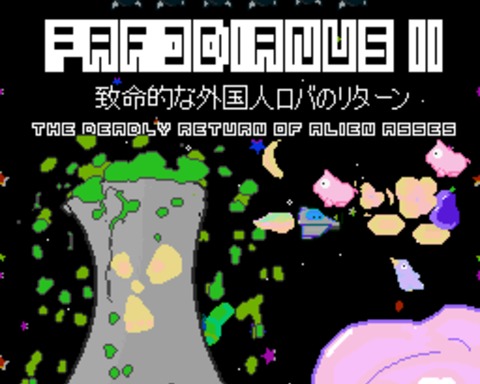 PARODIANUS II
致命的な外国人ロバのリターン
THE DEADLY RETURN OF ALIEN ASSES